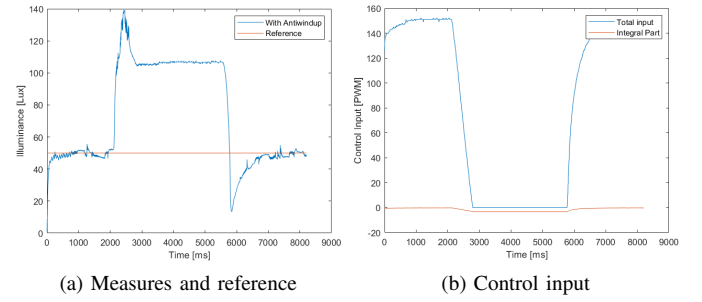 140
120
100
80
60
40
20
0
Illuminance [Lux]
With Antiwindup
Reference
0 1000 2000 3000 4000 5000 6000 7000 8000 9000
Time [ms]
(a) Measures and reference
160
140
120
100
80
60
40
20
0
-20
Control Input [PWM]
Total input
Integral Part
0 1000 2000 3000 4000 5000 6000 7000 8000 9000
Time [ms]
(b) Control input